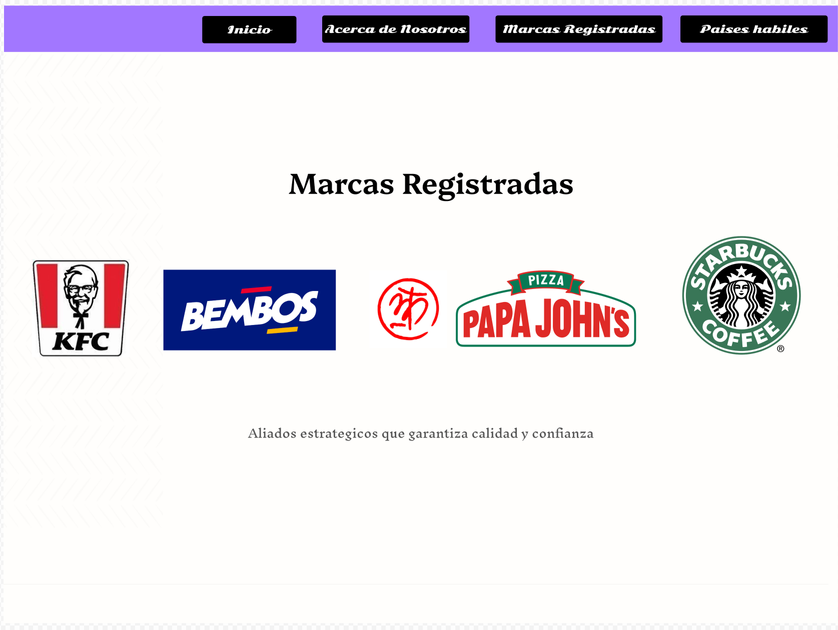 Inicio
Acerca de Nosotros
Marcas Registradas
Paises habiles
Marcas Registradas
KFC
BEMBOS
PIZZA
PAPA JOHN'S
STARBUCKS
COFFEE
®
Aliados estrategicos que garantiza calidad y confianza